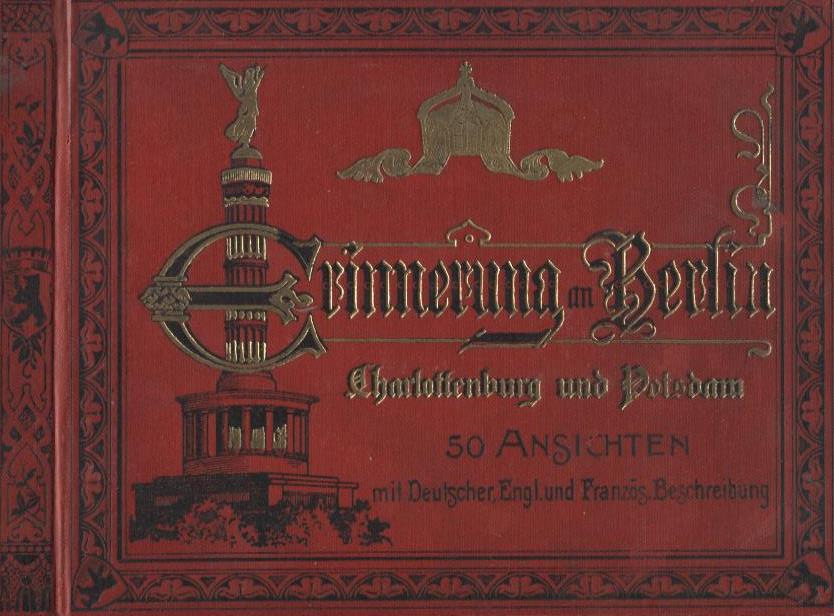 Erinnerung an Berlin
Charlottenburg und Potsdam
50 ANSICHTEN
mit Deutscher, Engl. und Französ. Beschreibung